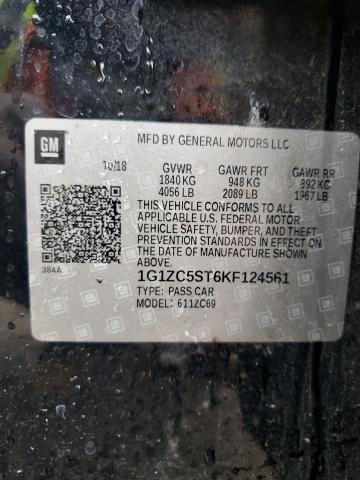 GM
MFD BY GENERAL MOTORS LLC
10/18 GVWR GAWR FRT GAWR RR
1840 KG 948 KG 892 KG
4056 LB 2089 LB 1967 LB
THIS VEHICLE CONFORMS TO ALL
APPLICABLE U.S. FEDERAL MOTOR
VEHICLE SAFETY, BUMPER, AND THEFT
PREVENTION STANDARDS IN EFFECT ON
THE DATE OF MANUFACTURE SHOWN
ABOVE.
384A
1G1ZC5ST6KF124561
TYPE: PASS CAR
MODEL: 611ZC69